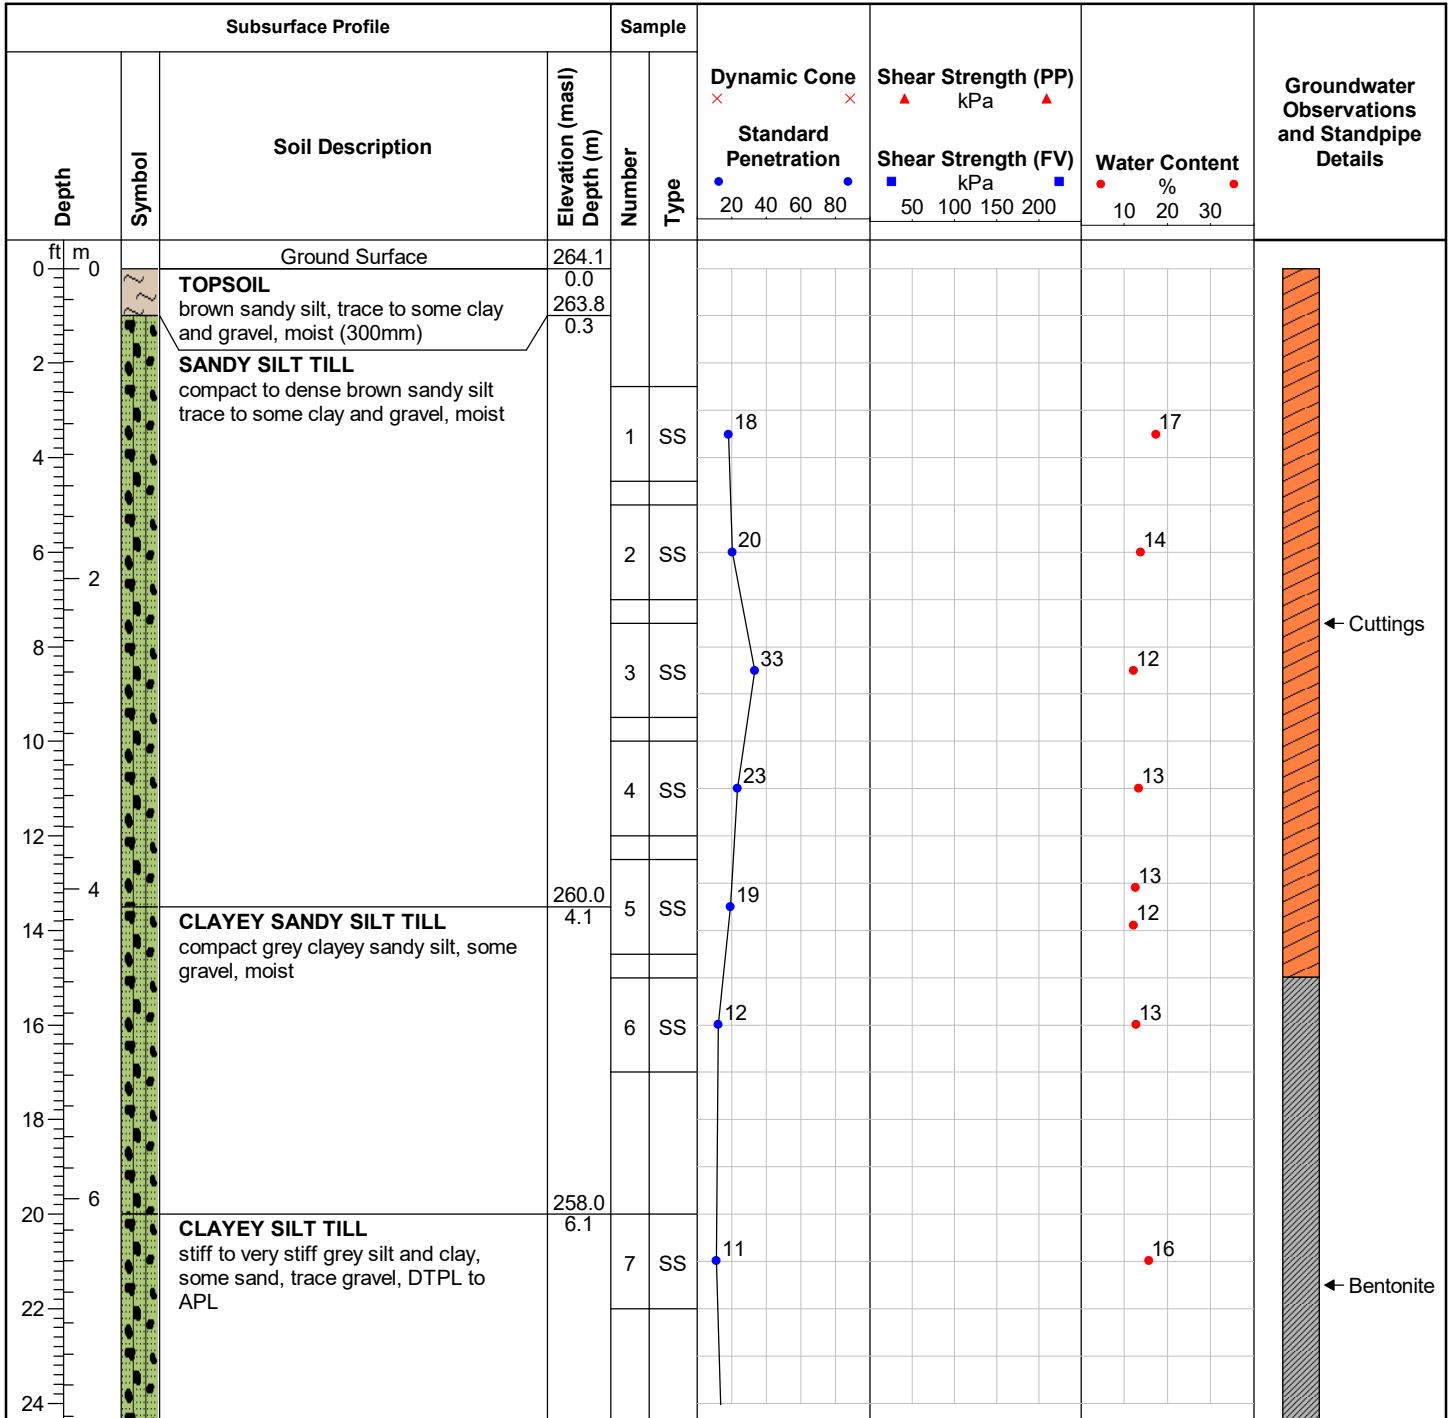 Subsurface Profile
Sample
Depth
Symbol
Soil Description
Elevation (masl)
Depth (m)
Number
Type
Dynamic Cone
Standard
Penetration
20 40 60 80
Shear Strength (PP)
kPa
Shear Strength (FV)
kPa
50 100 150 200
Water Content
%
10 20 30
Groundwater
Observations
and Standpipe
Details
ft m
Ground Surface 264.1
0 0
TOPSOIL 0.0
brown sandy silt, trace to some clay 263.8
and gravel, moist (300mm) 0.3
2
SANDY SILT TILL
compact to dense brown sandy silt
trace to some clay and gravel, moist
1 SS 18 17
4
2 SS 20 14
6
2
Cuttings
8
3 SS 33 12
10
4 SS 23 13
12
13
4
260.0
5 SS 19
4.1
12
CLAYEY SANDY SILT TILL
14
compact grey clayey sandy silt, some
gravel, moist
16
6 SS 12 13
18
6
258.0
20
6.1
CLAYEY SILT TILL
stiff to very stiff grey silt and clay,
7 SS 11 16
some sand, trace gravel, DTPL to
APL
Bentonite
22
24